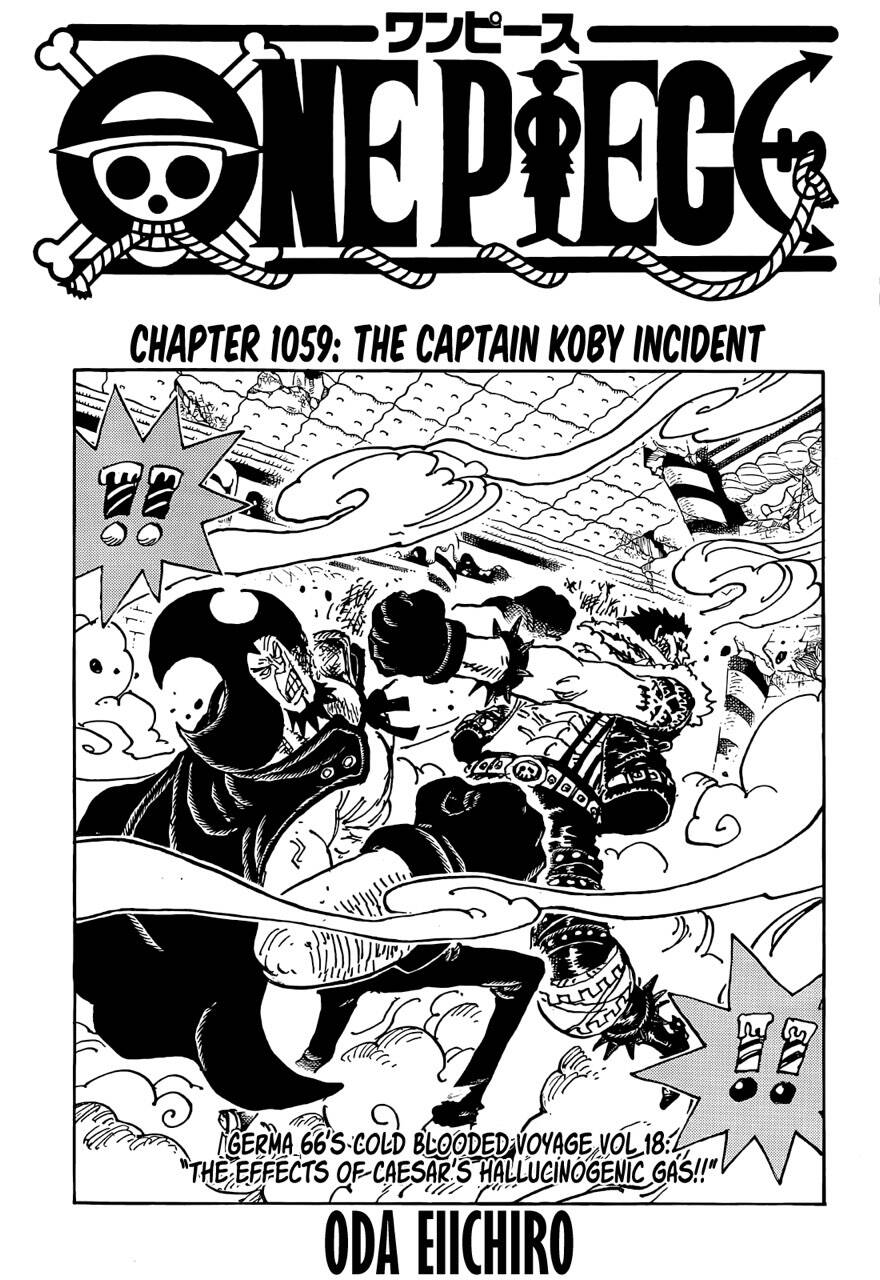 ワンピース
ONE PIECE
CHAPTER 1059: THE CAPTAIN KOBY INCIDENT
!!
!!
GERMA 66'S COLD BLOODED VOYAGE VOL 18:
"THE EFFECTS OF CAESAR'S HALLUCINOGENIC GAS!!"
ODA EIICHIRO